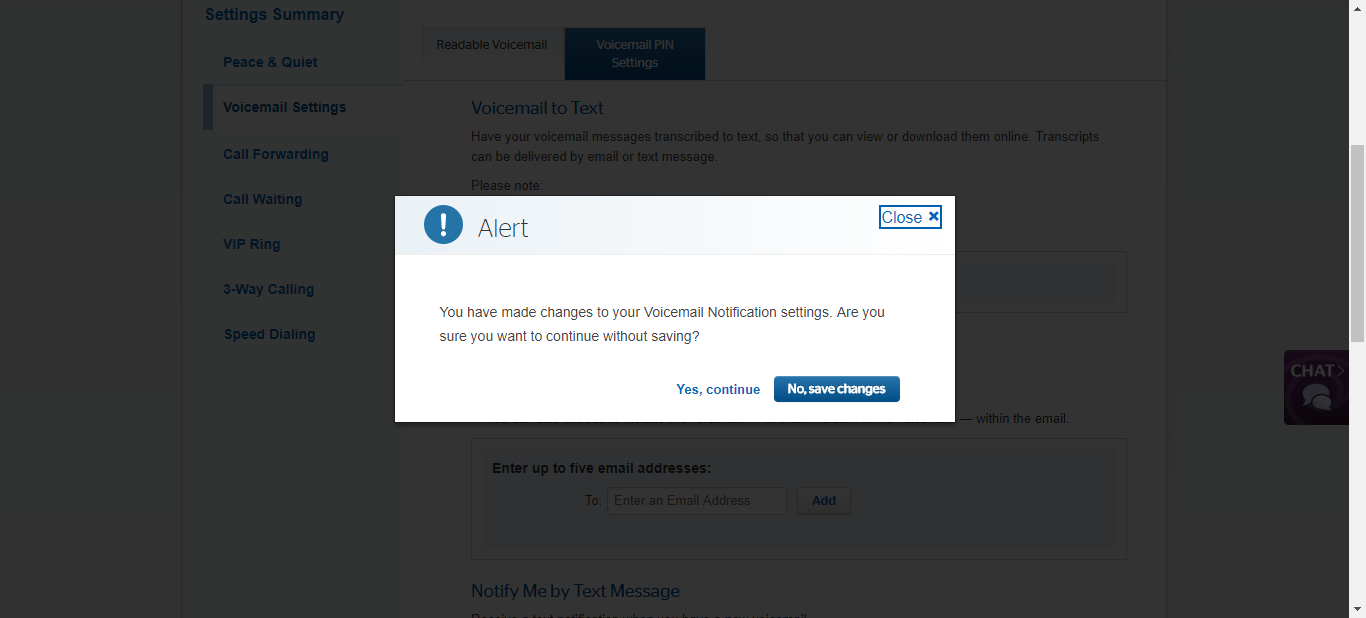 Settings Summary
Peace & Quiet
Voicemail Settings
Call Forwarding
Call Waiting
VIP Ring
3-Way Calling
Speed Dialing
Readable Voicemail
Voicemail PIN
Settings
Voicemail to Text
Have your voicemail messages transcribed to text, so that you can view or download them online. Transcripts
can be delivered by email or text message.
Please note:
Alert
Close ×
You have made changes to your Voicemail Notification settings. Are you
sure you want to continue without saving?
Yes, continue
No, save changes
— within the email.
Enter up to five email addresses:
To: Enter an Email Address Add
Notify Me by Text Message
CHAT>